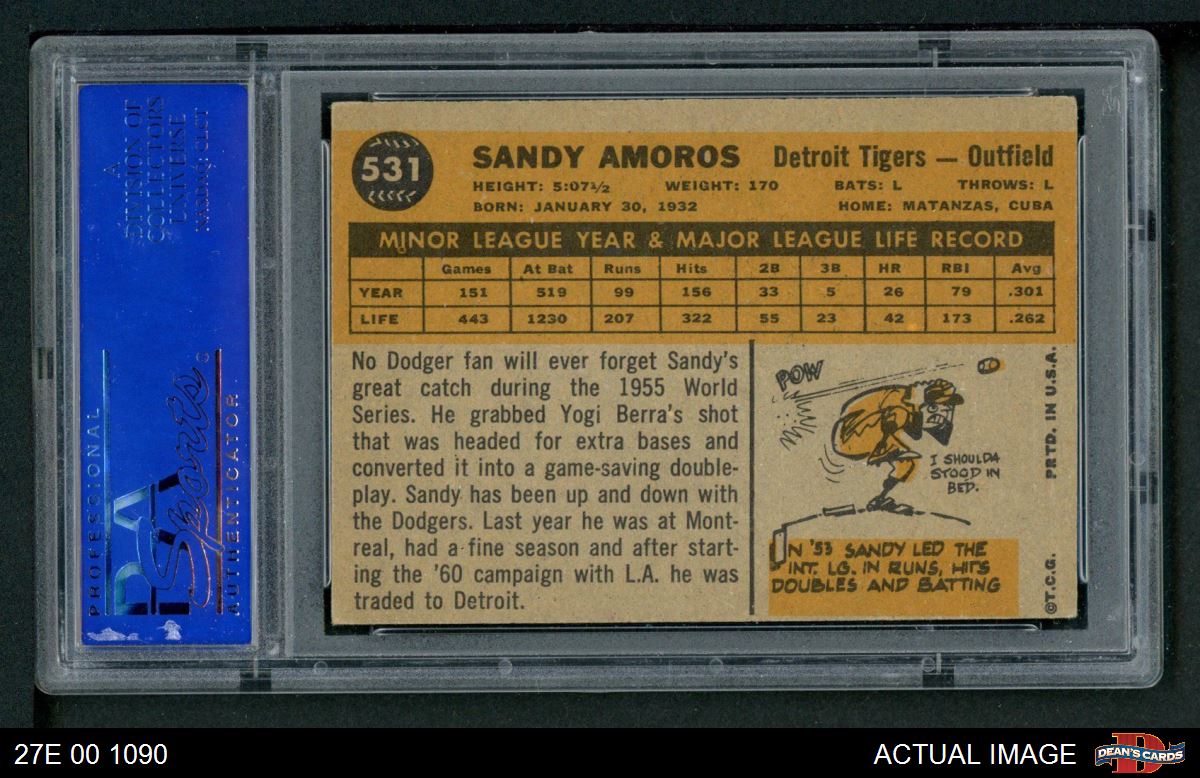 A
DIVISION OF
COLLECTORS
UNIVERSE
NASDAQ: CLCT
PROFESSIONAL
PSA
Sports
AUTHENTICATOR
531
SANDY AMOROS Detroit Tigers — Outfield
HEIGHT: 5:07½ WEIGHT: 170 BATS: L THROWS: L
BORN: JANUARY 30, 1932 HOME: MATANZAS, CUBA
MINOR LEAGUE YEAR & MAJOR LEAGUE LIFE RECORD
Games At Bat Runs Hits 2B 3B HR RBI Avg
YEAR 151 519 99 156 33 5 26 79 .301
LIFE 443 1230 207 322 55 23 42 173 .262
No Dodger fan will ever forget Sandy's
great catch during the 1955 World
Series. He grabbed Yogi Berra's shot
that was headed for extra bases and
converted it into a game-saving double-
play. Sandy has been up and down with
the Dodgers. Last year he was at Mont-
real, had a fine season and after start-
ing the '60 campaign with L.A. he was
traded to Detroit.
POW
I SHOULDA
STOOD IN
BED.
IN '53 SANDY LED THE
INT. LG. IN RUNS, HITS
DOUBLES AND BATTING
©T.C.G. PRTD. IN U.S.A.
27E 00 1090
ACTUAL IMAGE
D
DEAN'S CARDS